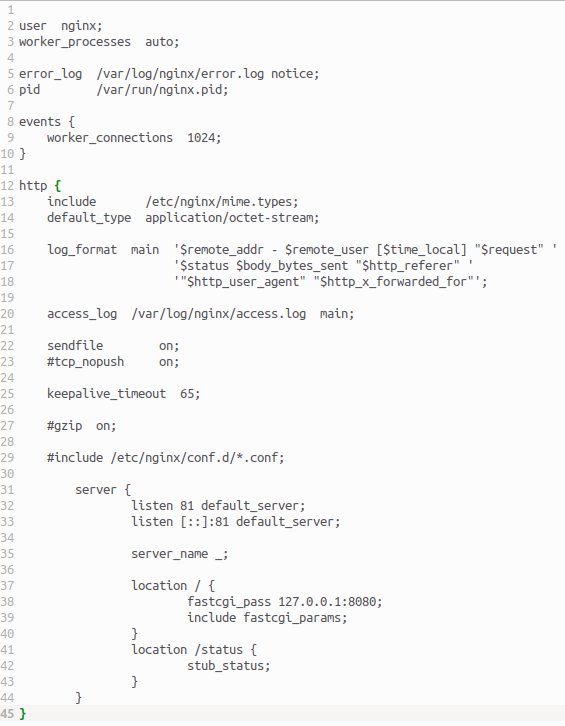 1
2 user  nginx;
3 worker_processes  auto;
4
5 error_log  /var/log/nginx/error.log notice;
6 pid        /var/run/nginx.pid;
7
8 events {
9     worker_connections  1024;
10 }
11
12 http {
13     include       /etc/nginx/mime.types;
14     default_type  application/octet-stream;
15
16     log_format  main  '$remote_addr - $remote_user [$time_local] "$request" '
17                       '$status $body_bytes_sent "$http_referer" '
18                       '"$http_user_agent" "$http_x_forwarded_for"';
19
20     access_log  /var/log/nginx/access.log  main;
21
22     sendfile        on;
23     #tcp_nopush     on;
24
25     keepalive_timeout  65;
26
27     #gzip  on;
28
29     #include /etc/nginx/conf.d/*.conf;
30
31         server {
32                 listen 81 default_server;
33                 listen [::]:81 default_server;
34
35                 server_name _;
36
37                 location / {
38                         fastcgi_pass 127.0.0.1:8080;
39                         include fastcgi_params;
40                 }
41                 location /status {
42                         stub_status;
43                 }
44         }
45 }